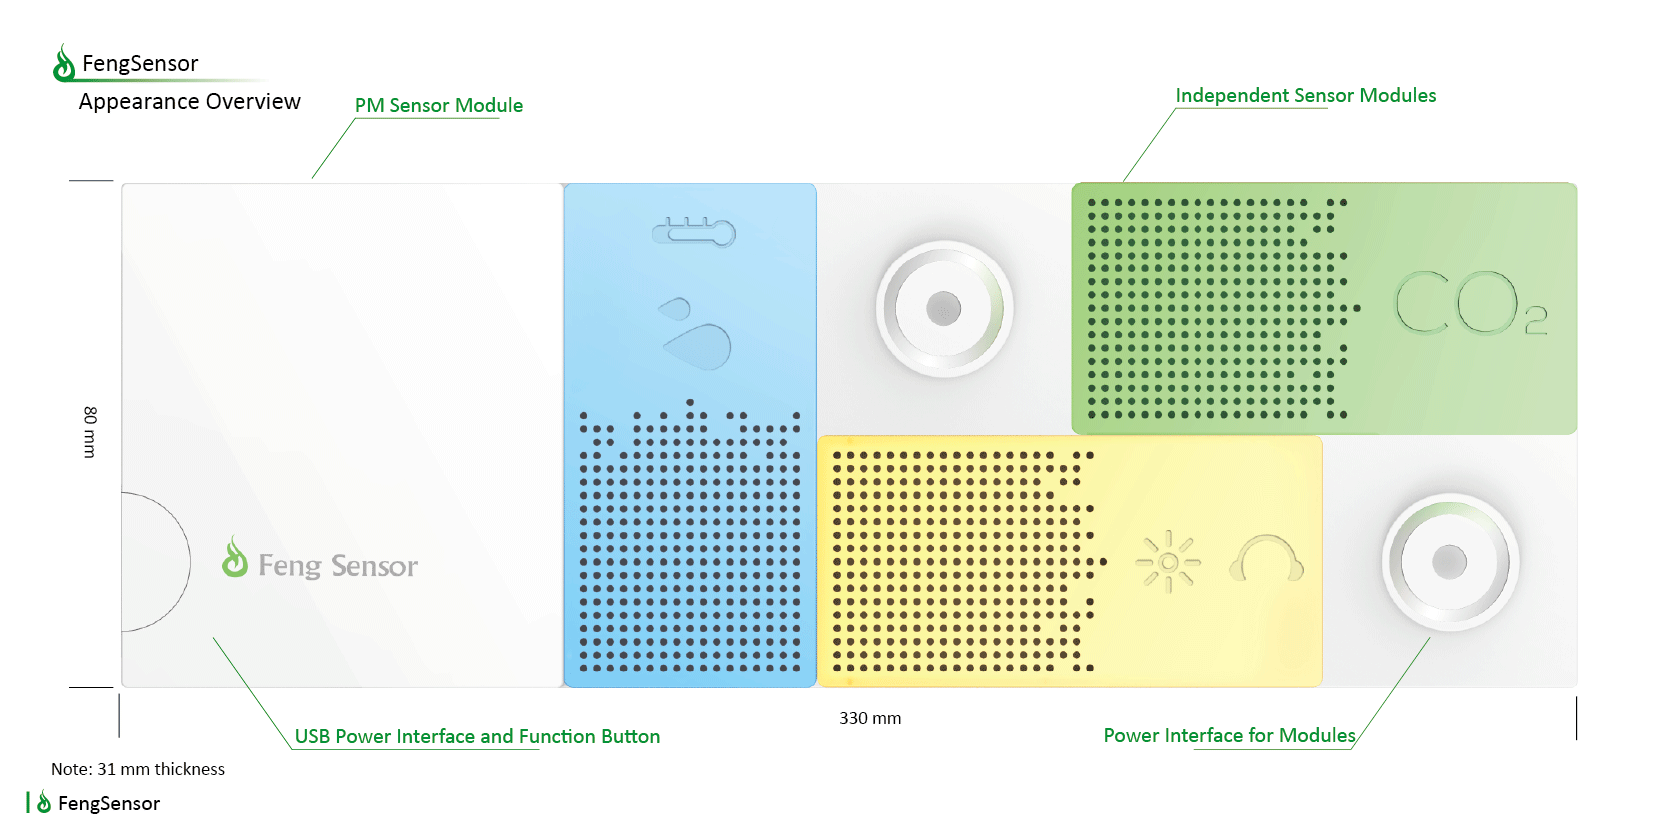 FengSensor
Appearance Overview
PM Sensor Module
Independent Sensor Modules
CO2
80 mm
Feng Sensor
330 mm
USB Power Interface and Function Button
Power Interface for Modules
Note: 31 mm thickness
FengSensor